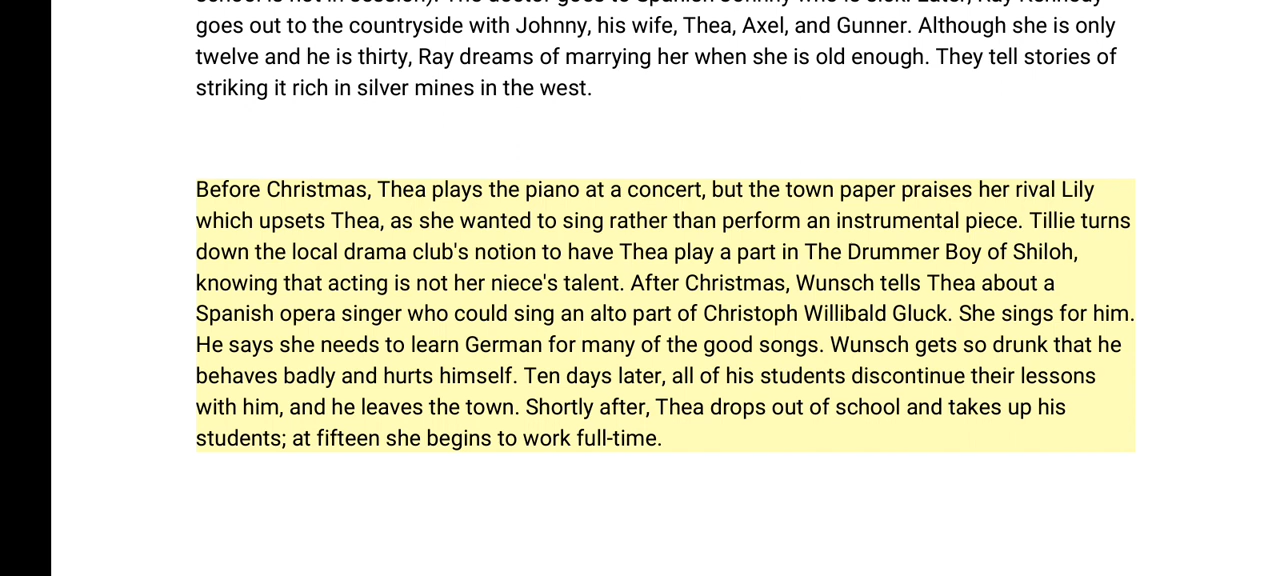 goes out to the countryside with Johnny, his wife, Thea, Axel, and Gunner. Although she is only
twelve and he is thirty, Ray dreams of marrying her when she is old enough. They tell stories of
striking it rich in silver mines in the west.
Before Christmas, Thea plays the piano at a concert, but the town paper praises her rival Lily
which upsets Thea, as she wanted to sing rather than perform an instrumental piece. Tillie turns
down the local drama club's notion to have Thea play a part in The Drummer Boy of Shiloh,
knowing that acting is not her niece's talent. After Christmas, Wunsch tells Thea about a
Spanish opera singer who could sing an alto part of Christoph Willibald Gluck. She sings for him.
He says she needs to learn German for many of the good songs. Wunsch gets so drunk that he
behaves badly and hurts himself. Ten days later, all of his students discontinue their lessons
with him, and he leaves the town. Shortly after, Thea drops out of school and takes up his
students; at fifteen she begins to work full-time.